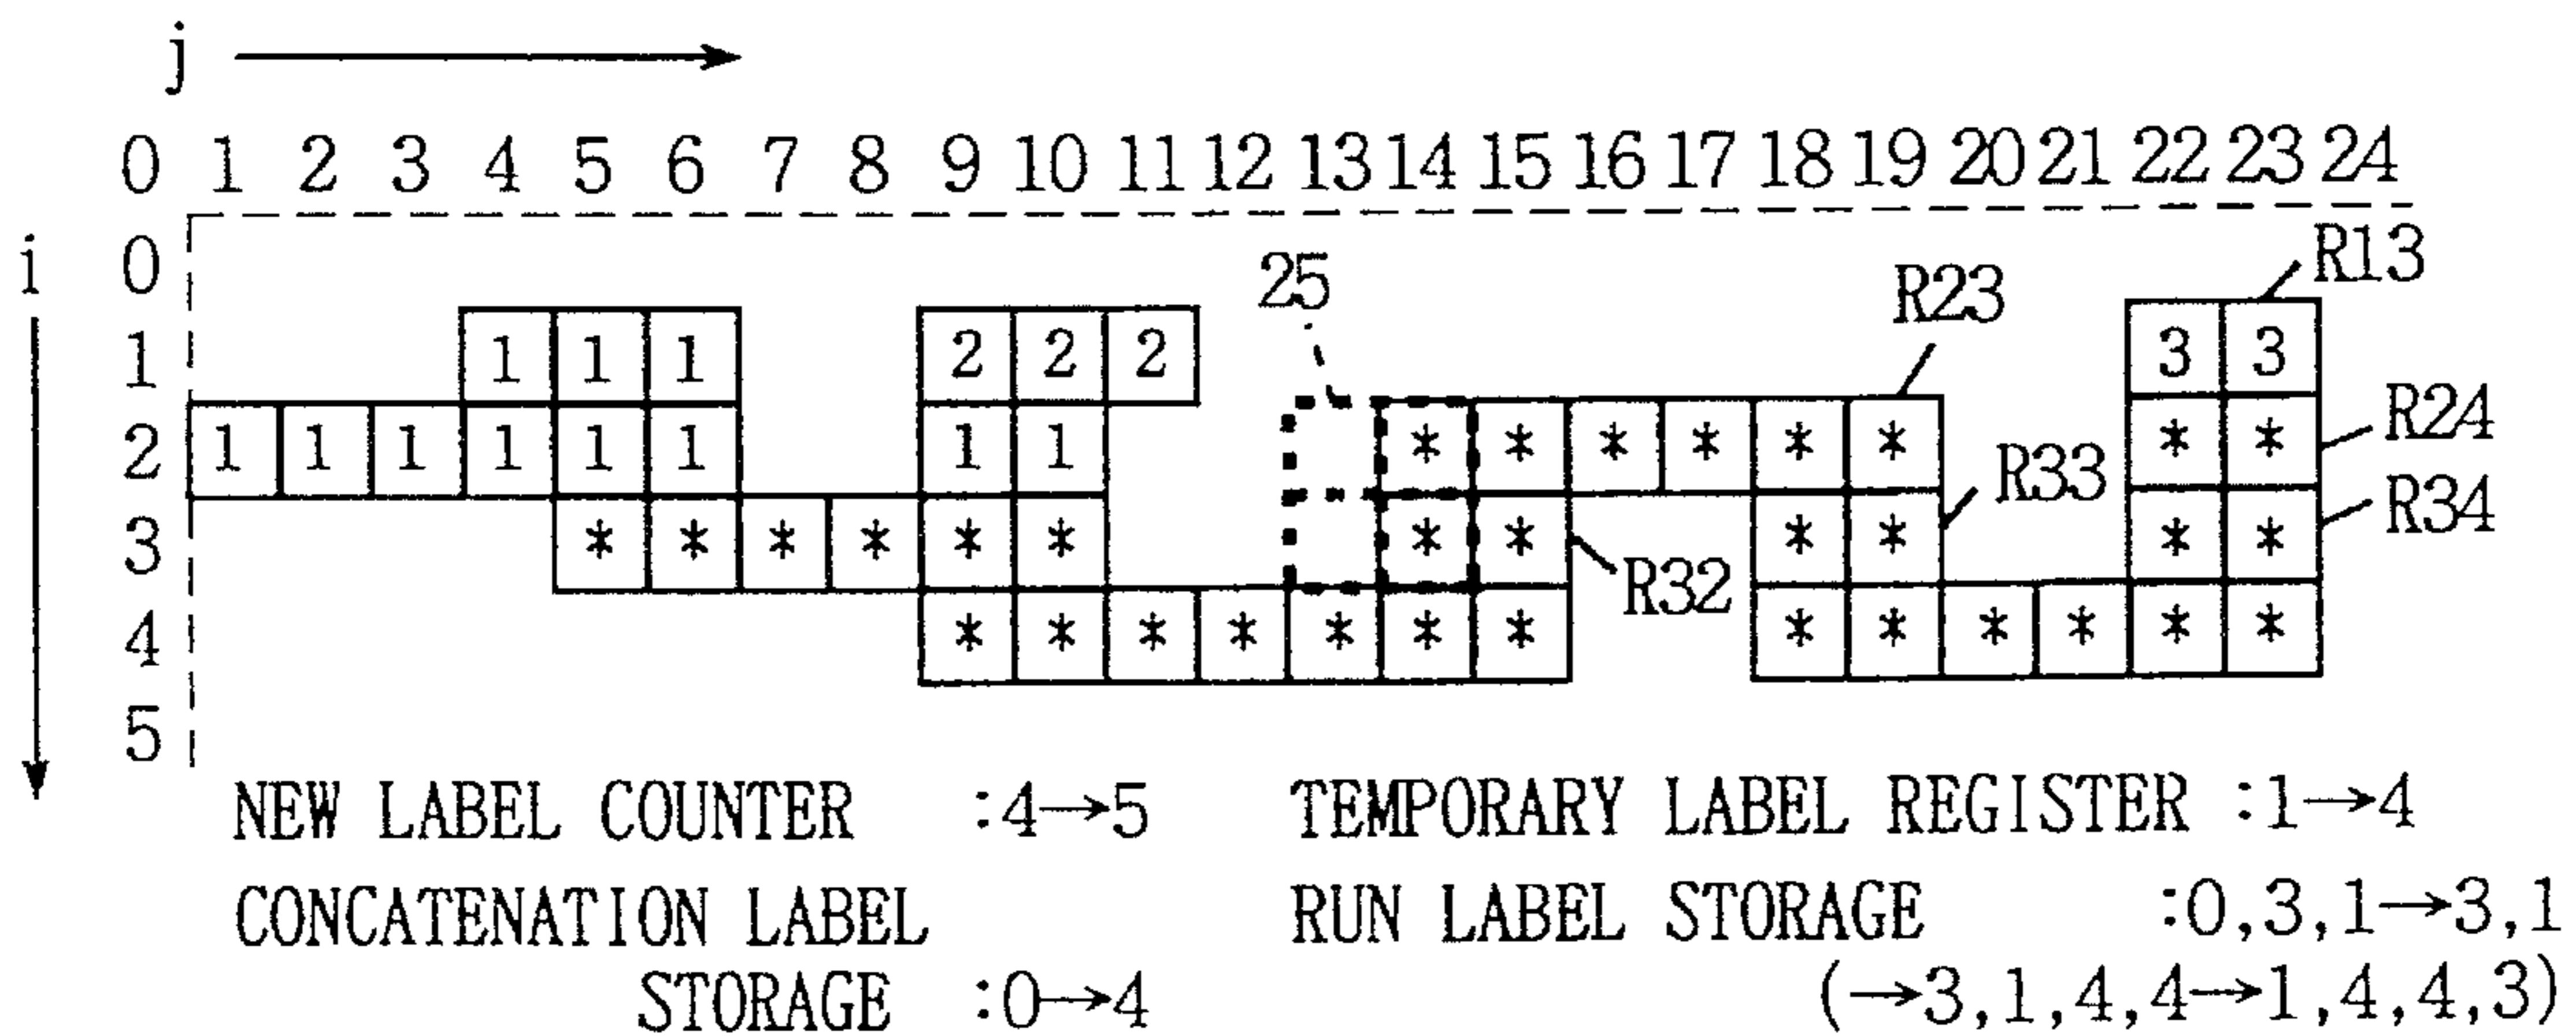 j
0 1 2 3 4 5 6 7 8 9 10 11 12 13 14 15 16 17 18 19 20 21 22 23 24
i 0 25 R23 R13
1 1 1 1 2 2 2 3 3
2 1 1 1 1 1 1 1 1 * * * * * * * * R24
3 * * * * * * * * R32 * * R33 * * R34
4 * * * * * * * * * * * * *
5
NEW LABEL COUNTER :4→5 TEMPORARY LABEL REGISTER :1→4
CONCATENATION LABEL RUN LABEL STORAGE :0,3,1→3,1
STORAGE :0→4 (→3,1,4,4→1,4,4,3)